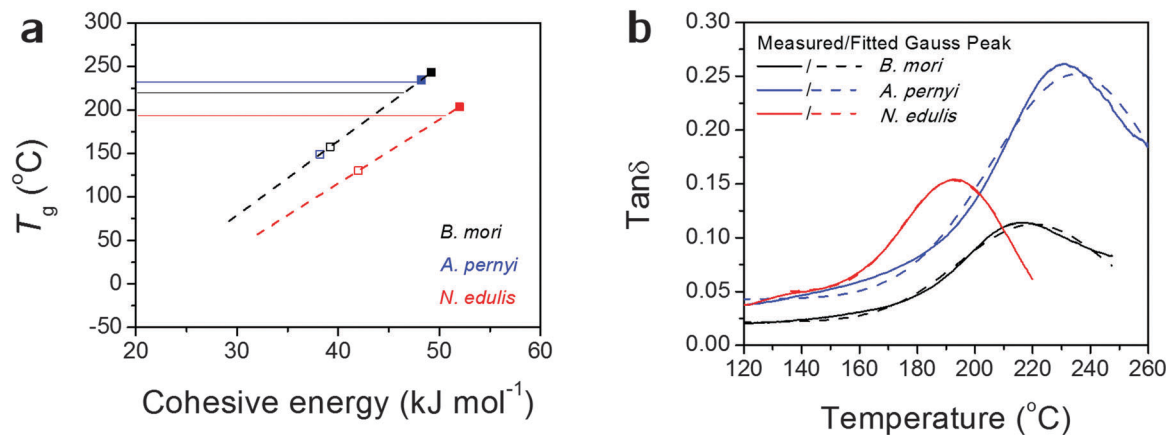 a
300
250
200
150
100
50
0
-50
T_g (°C)
20 30 40 50 60
Cohesive energy (kJ mol⁻¹)
B. mori
A. pernyi
N. edulis
b
0.30
0.25
0.20
0.15
0.10
0.05
0.00
Tanδ
Measured/Fitted Gauss Peak
/ B. mori
/ A. pernyi
/ N. edulis
120 140 160 180 200 220 240 260
Temperature (°C)